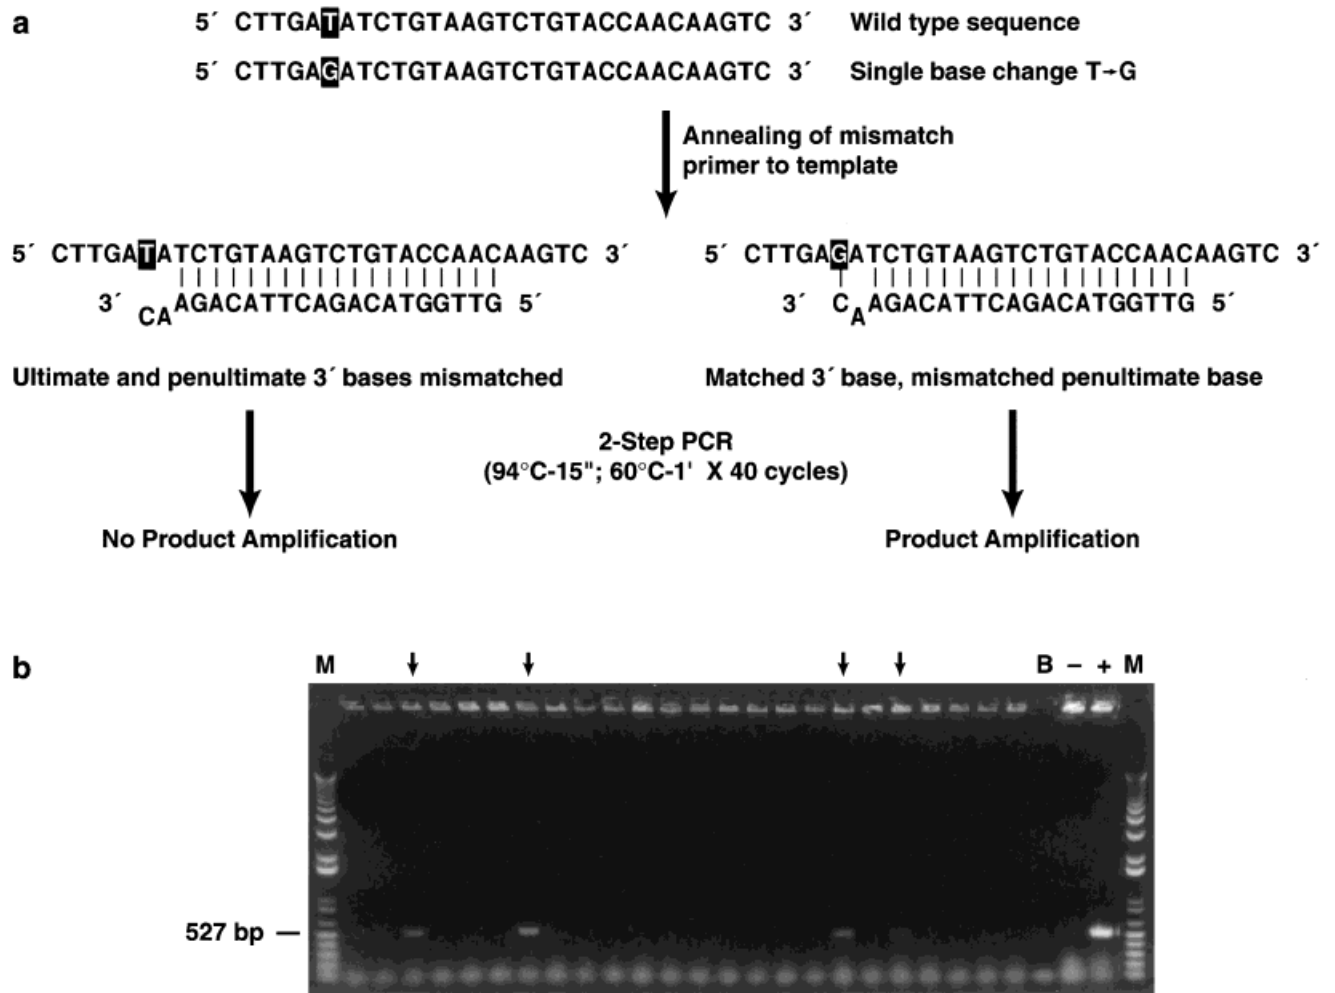 a
5´ CTTGATATCTGTAAGTCTGTACCAACAAGTC 3´ Wild type sequence
5´ CTTGAGATCTGTAAGTCTGTACCAACAAGTC 3´ Single base change T→G
Annealing of mismatch
primer to template
5´ CTTGATATCTGTAAGTCTGTACCAACAAGTC 3´
3´ CAAGACATTCAGACATGGTTG 5´
5´ CTTGAGATCTGTAAGTCTGTACCAACAAGTC 3´
3´ CAAGACATTCAGACATGGTTG 5´
Ultimate and penultimate 3´ bases mismatched
Matched 3´ base, mismatched penultimate base
2-Step PCR
(94°C-15"; 60°C-1' X 40 cycles)
No Product Amplification
Product Amplification
b
M B – + M
527 bp